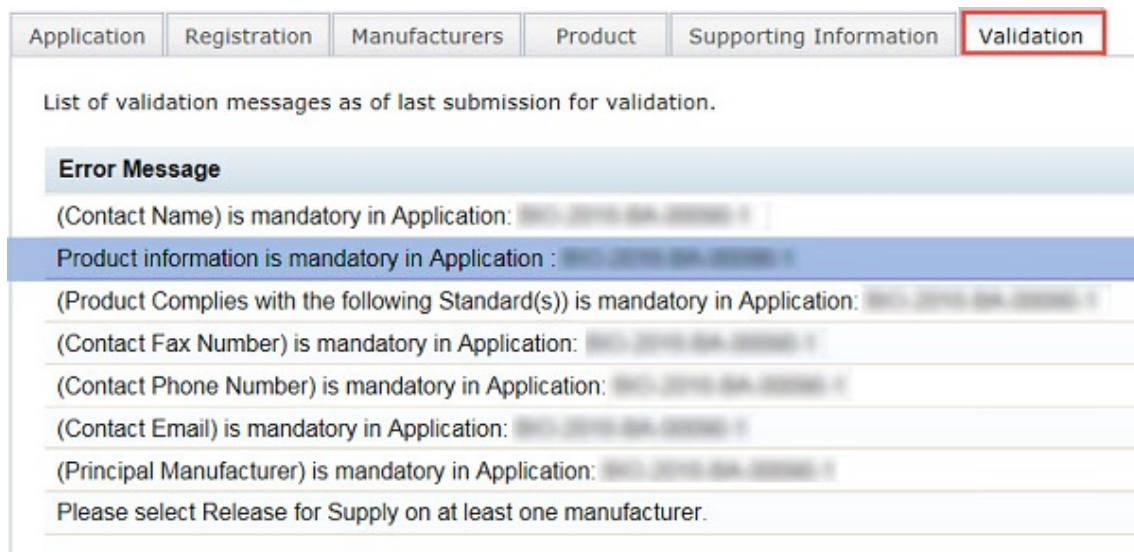 Application Registration Manufacturers Product Supporting Information Validation
List of validation messages as of last submission for validation.
Error Message
(Contact Name) is mandatory in Application:
Product information is mandatory in Application :
(Product Complies with the following Standard(s)) is mandatory in Application:
(Contact Fax Number) is mandatory in Application:
(Contact Phone Number) is mandatory in Application:
(Contact Email) is mandatory in Application:
(Principal Manufacturer) is mandatory in Application:
Please select Release for Supply on at least one manufacturer.